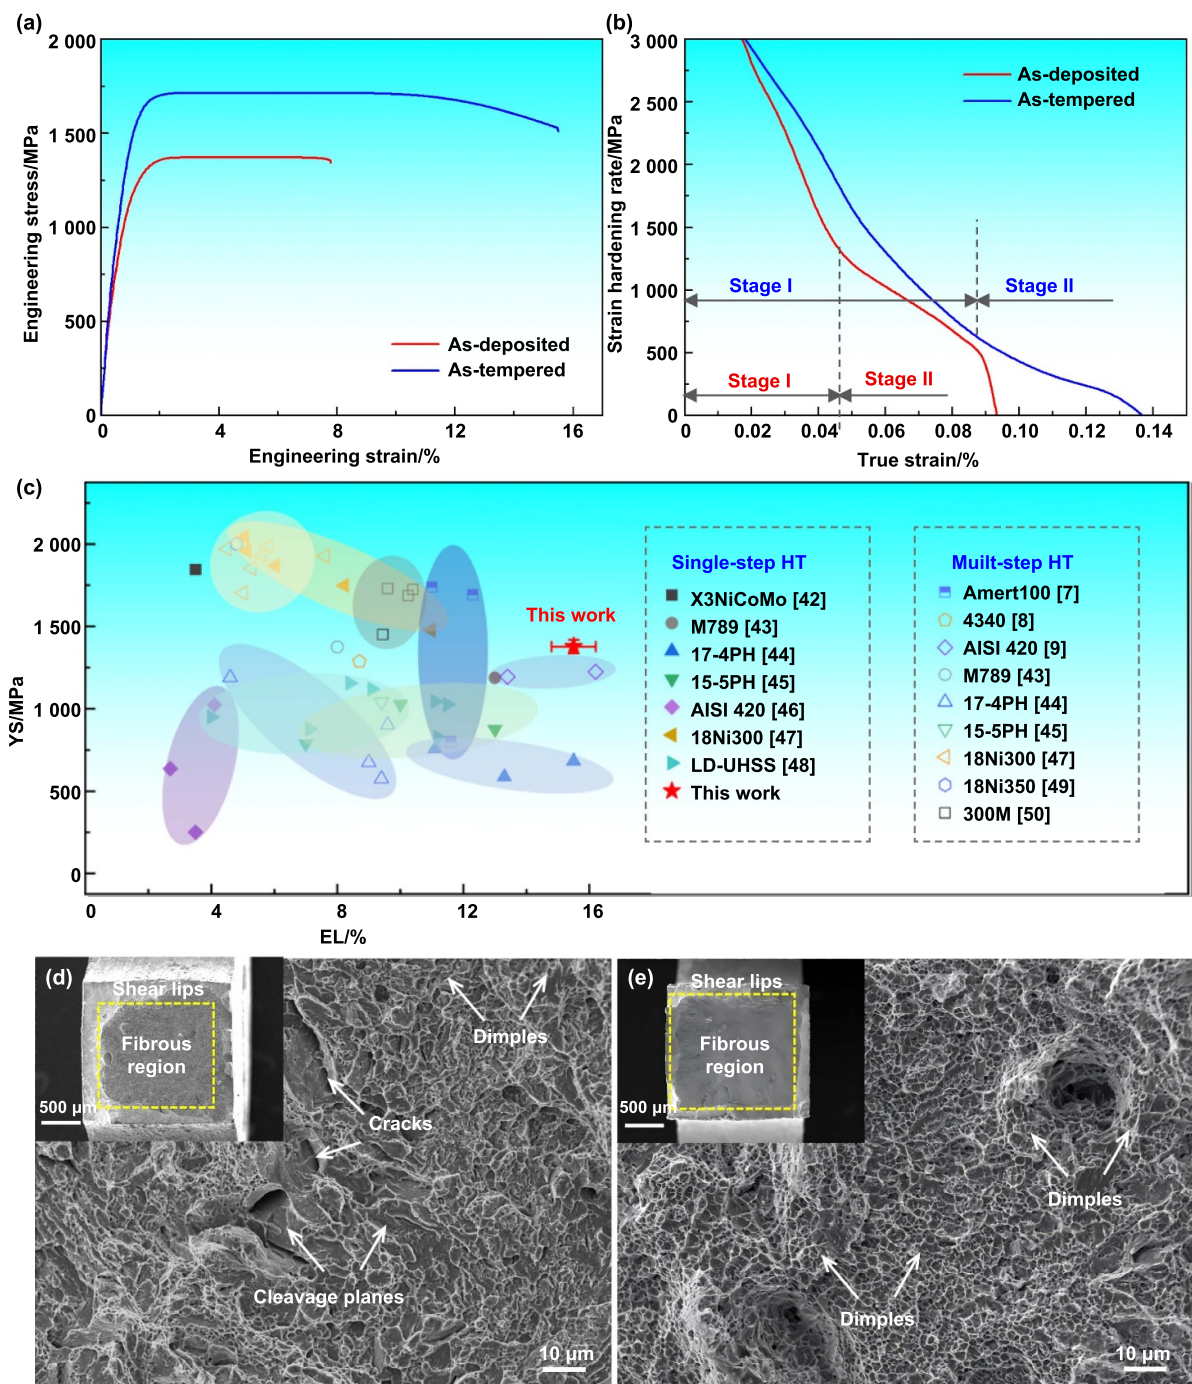 (a)
2 000
1 500
1 000
500
0
Engineering stress/MPa
As-deposited
As-tempered
0
4
8
12
16
Engineering strain/%
(b)
3 000
2 500
2 000
1 500
1 000
500
0
Strain hardening rate/MPa
As-deposited
As-tempered
Stage I
Stage II
Stage I
Stage II
0
0.02
0.04
0.06
0.08
0.10
0.12
0.14
True strain/%
(c)
2 000
1 500
1 000
500
0
YS/MPa
This work
Single-step HT
X3NiCoMo [42]
M789 [43]
17-4PH [44]
15-5PH [45]
AISI 420 [46]
18Ni300 [47]
LD-UHSS [48]
This work
Muilt-step HT
Amert100 [7]
4340 [8]
AISI 420 [9]
M789 [43]
17-4PH [44]
15-5PH [45]
18Ni300 [47]
18Ni350 [49]
300M [50]
0
4
8
12
16
EL/%
(d)
Shear lips
Fibrous
region
500 μm
Dimples
Cracks
Cleavage planes
10 μm
(e)
Shear lips
Fibrous
region
500 μm
Dimples
Dimples
10 μm